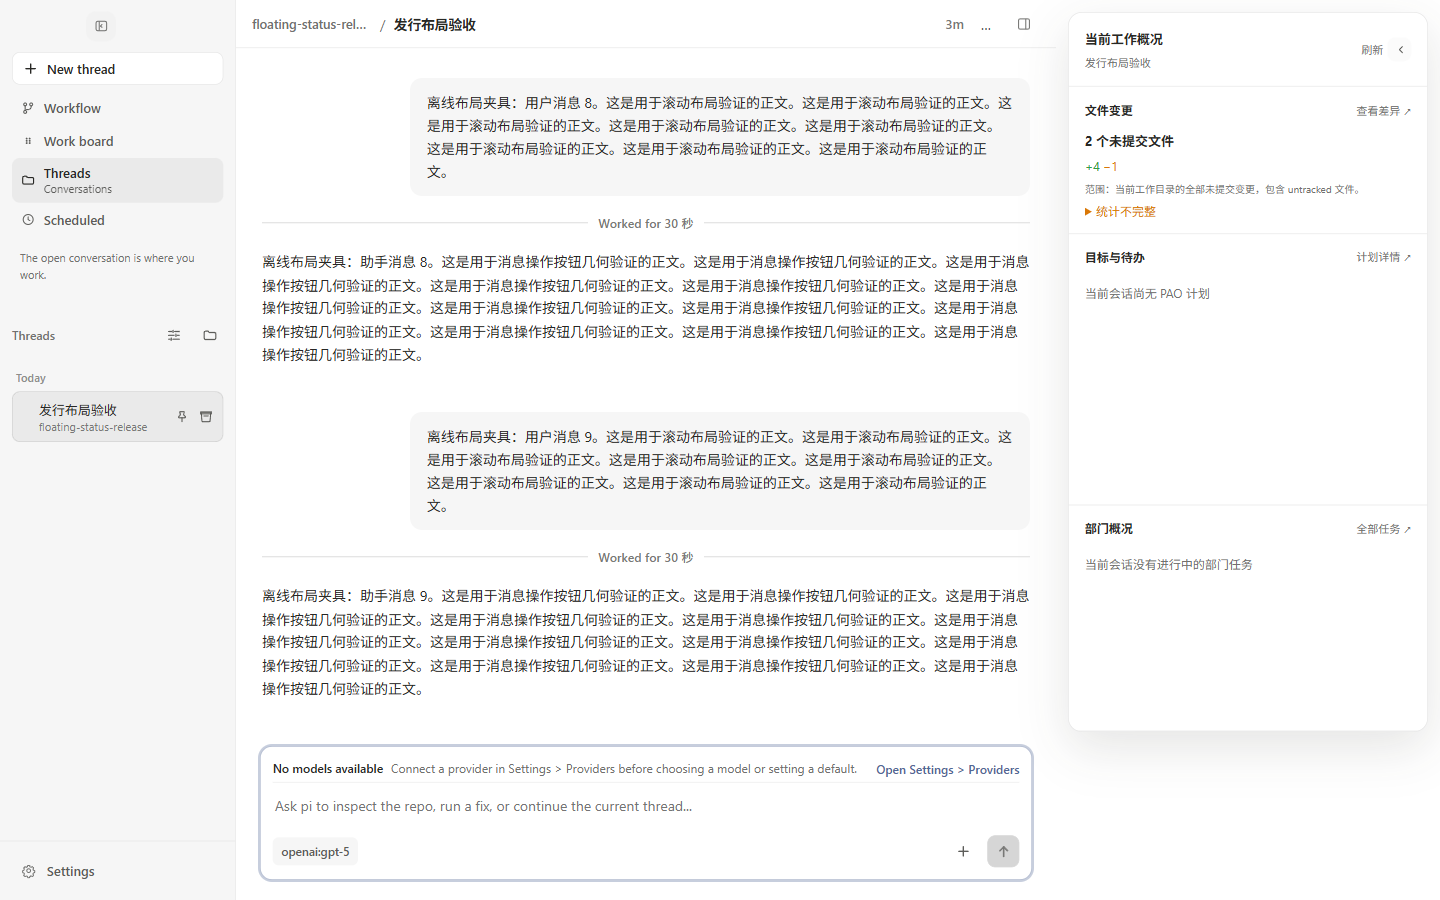 New thread
Workflow
Work board
Threads
Conversations
Scheduled
The open conversation is where you
work.
Threads
Today
发行布局验收
floating-status-release
Settings
floating-status-rel... / 发行布局验收
3m ...
离线布局夹具：用户消息 8。这是用于滚动布局验证的正文。这是用于滚动布局验证的正文。这
是用于滚动布局验证的正文。这是用于滚动布局验证的正文。这是用于滚动布局验证的正文。
这是用于滚动布局验证的正文。这是用于滚动布局验证的正文。这是用于滚动布局验证的正
文。
Worked for 30 秒
离线布局夹具：助手消息 8。这是用于消息操作按钮几何验证的正文。这是用于消息操作按钮几何验证的正文。这是用于消息
操作按钮几何验证的正文。这是用于消息操作按钮几何验证的正文。这是用于消息操作按钮几何验证的正文。这是用于消息
操作按钮几何验证的正文。这是用于消息操作按钮几何验证的正文。这是用于消息操作按钮几何验证的正文。这是用于消息
操作按钮几何验证的正文。这是用于消息操作按钮几何验证的正文。这是用于消息操作按钮几何验证的正文。这是用于消息
操作按钮几何验证的正文。
离线布局夹具：用户消息 9。这是用于滚动布局验证的正文。这是用于滚动布局验证的正文。这
是用于滚动布局验证的正文。这是用于滚动布局验证的正文。这是用于滚动布局验证的正文。
这是用于滚动布局验证的正文。这是用于滚动布局验证的正文。这是用于滚动布局验证的正
文。
Worked for 30 秒
离线布局夹具：助手消息 9。这是用于消息操作按钮几何验证的正文。这是用于消息操作按钮几何验证的正文。这是用于消息
操作按钮几何验证的正文。这是用于消息操作按钮几何验证的正文。这是用于消息操作按钮几何验证的正文。这是用于消息
操作按钮几何验证的正文。这是用于消息操作按钮几何验证的正文。这是用于消息操作按钮几何验证的正文。这是用于消息
操作按钮几何验证的正文。这是用于消息操作按钮几何验证的正文。这是用于消息操作按钮几何验证的正文。这是用于消息
操作按钮几何验证的正文。
No models available Connect a provider in Settings > Providers before choosing a model or setting a default. Open Settings > Providers
Ask pi to inspect the repo, run a fix, or continue the current thread...
openai:gpt-5
当前工作概况
刷新
发行布局验收
文件变更 查看差异 ↗
2 个未提交文件
+4 −1
范围：当前工作目录的全部未提交变更，包含 untracked 文件。
▶ 统计不完整
目标与待办 计划详情 ↗
当前会话尚无 PAO 计划
部门概况 全部任务 ↗
当前会话没有进行中的部门任务